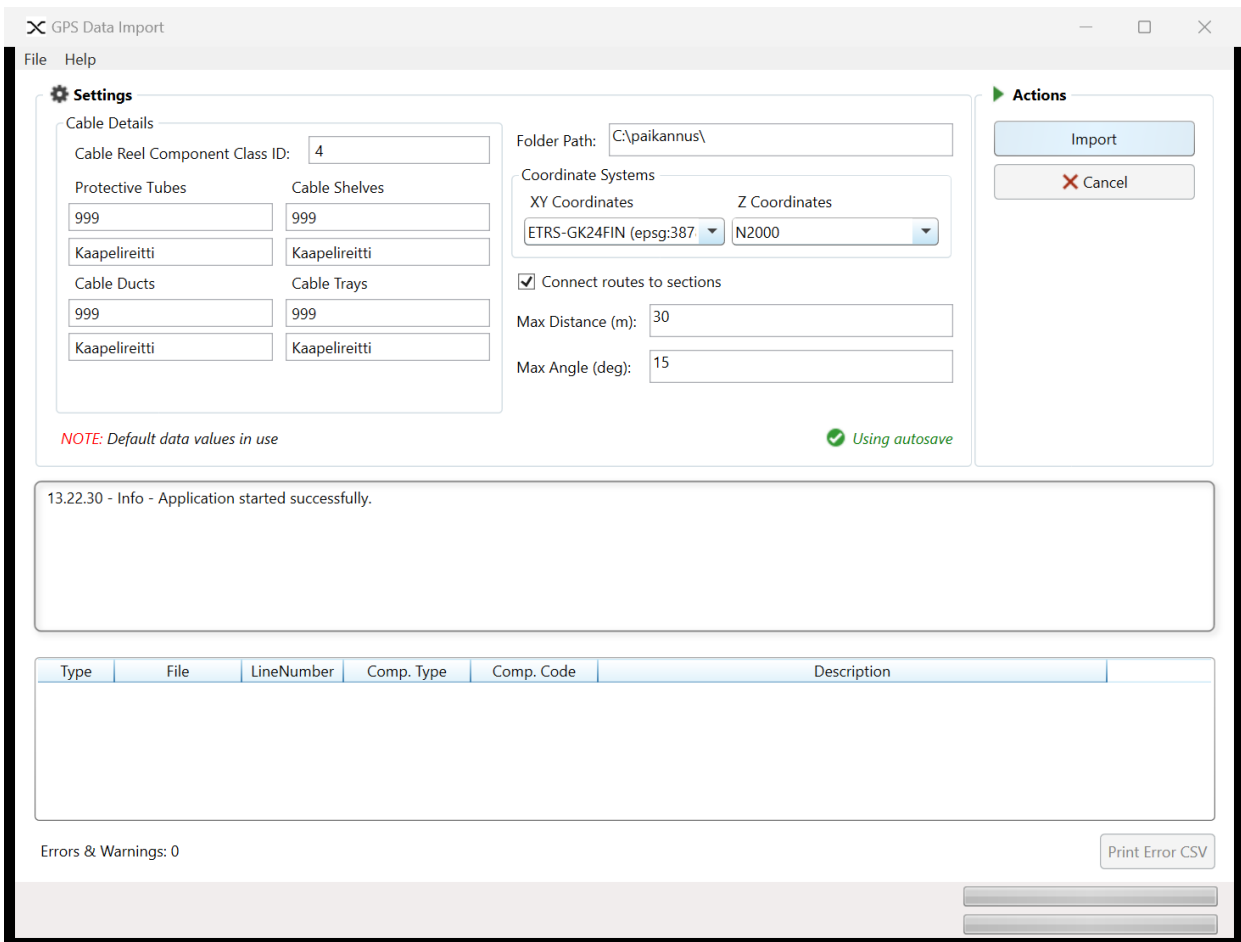 GPS Data Import
File Help
Settings
Cable Details
Cable Reel Component Class ID: 4
Protective Tubes Cable Shelves
999 999
Kaapelireitti Kaapelireitti
Cable Ducts Cable Trays
999 999
Kaapelireitti Kaapelireitti
Folder Path: C:\paikannus\
Coordinate Systems
XY Coordinates Z Coordinates
ETRS-GK24FIN (epsg:387 N2000
Connect routes to sections
Max Distance (m): 30
Max Angle (deg): 15
NOTE: Default data values in use
Using autosave
Actions
Import
Cancel
13.22.30 - Info - Application started successfully.
Type File LineNumber Comp. Type Comp. Code Description
Errors & Warnings: 0
Print Error CSV